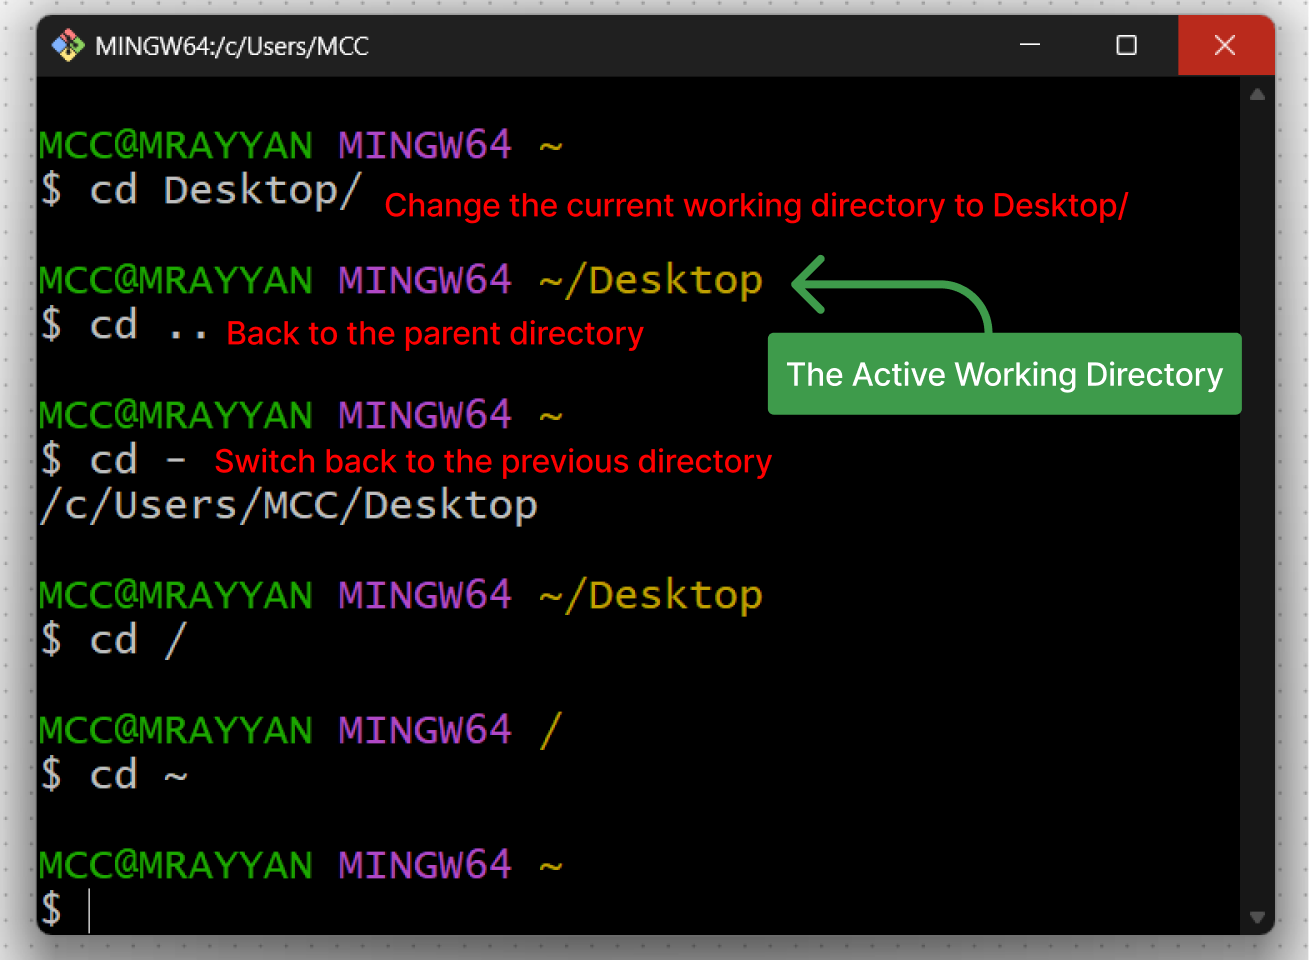 MINGW64:/c/Users/MCC
MCC@MRAYYAN MINGW64 ~
$ cd Desktop/
Change the current working directory to Desktop/
MCC@MRAYYAN MINGW64 ~/Desktop
$ cd ..
Back to the parent directory
The Active Working Directory
MCC@MRAYYAN MINGW64 ~
$ cd -
Switch back to the previous directory
/c/Users/MCC/Desktop
MCC@MRAYYAN MINGW64 ~/Desktop
$ cd /
MCC@MRAYYAN MINGW64 /
$ cd ~
MCC@MRAYYAN MINGW64 ~
$